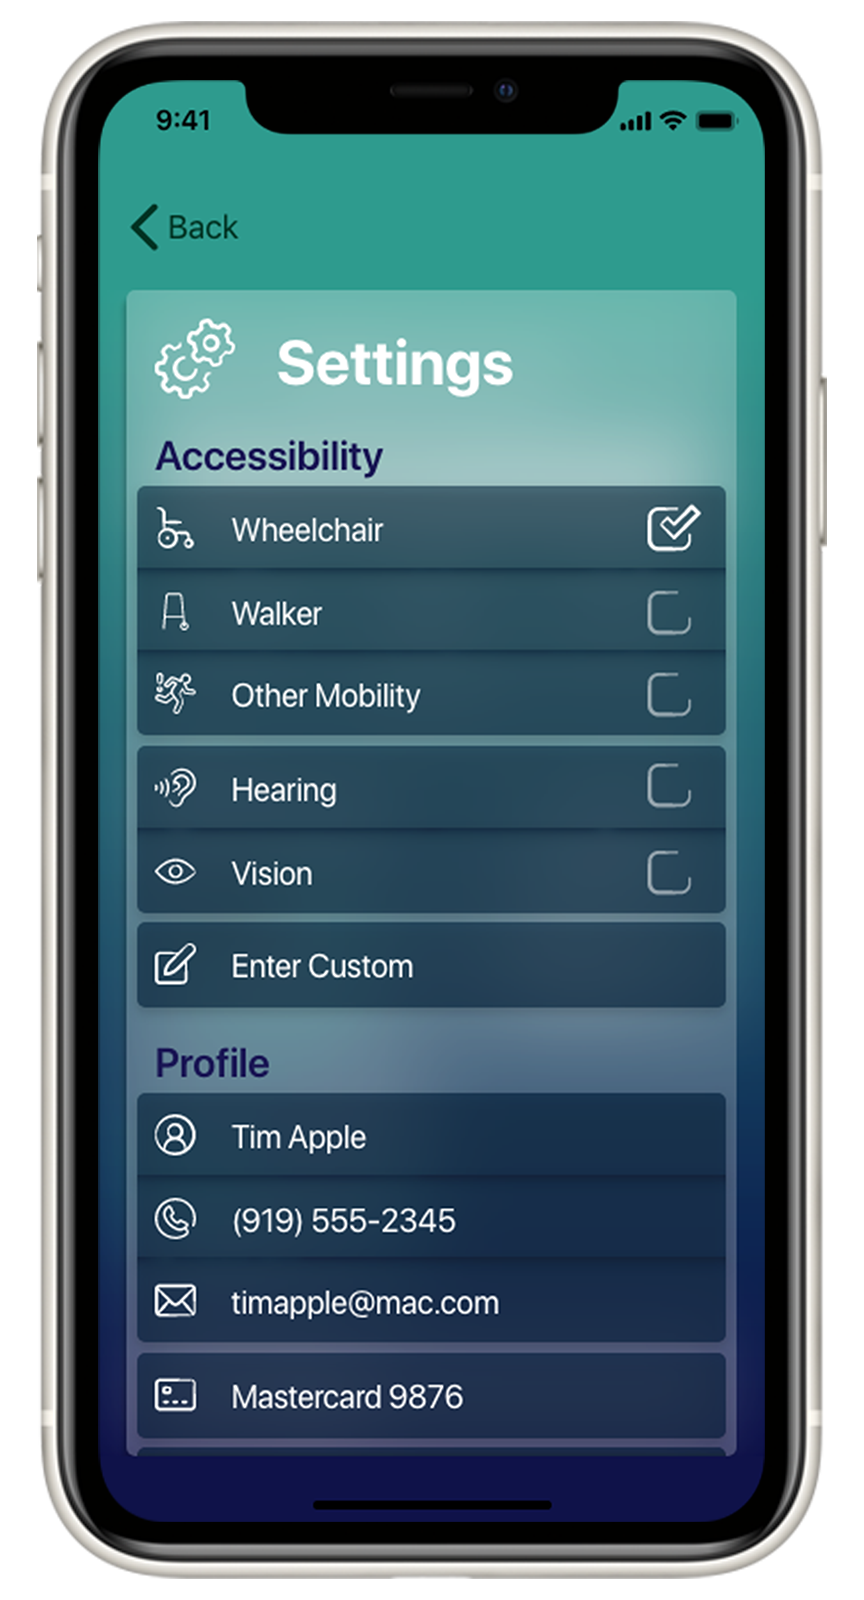 9:41
Back
Settings
Accessibility
Wheelchair
Walker
Other Mobility
Hearing
Vision
Enter Custom
Profile
Tim Apple
(919) 555-2345
timapple@mac.com
Mastercard 9876